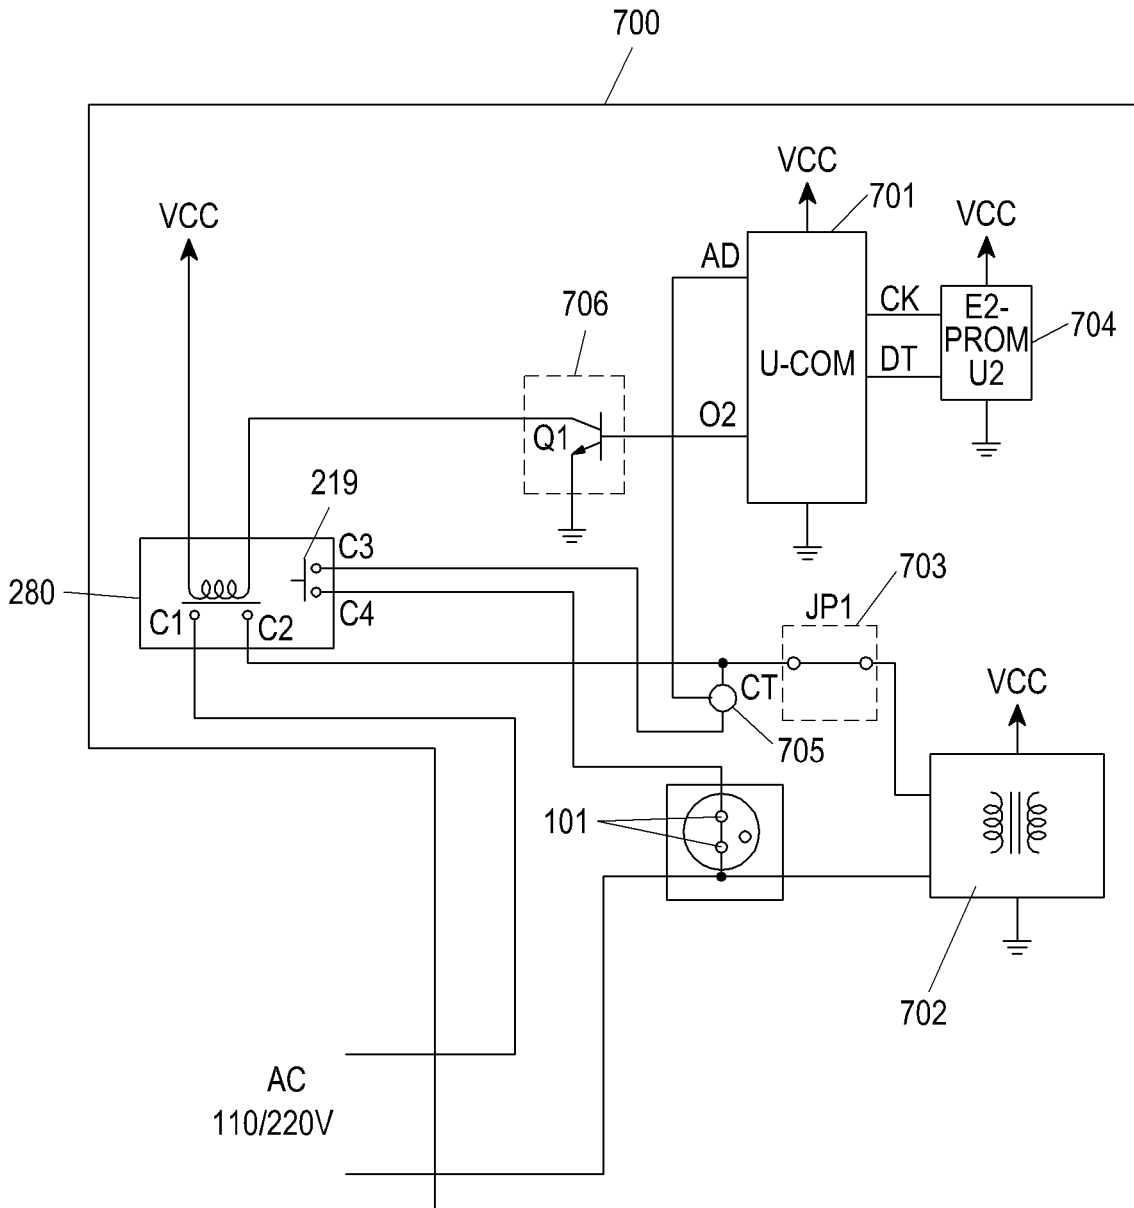 700
VCC
701
VCC
VCC
AD
706
CK
E2-
PROM
U2
704
U-COM
DT
O2
Q1
219
C3
703
280
C1
C2
C4
JP1
CT
VCC
705
101
702
AC
110/220V